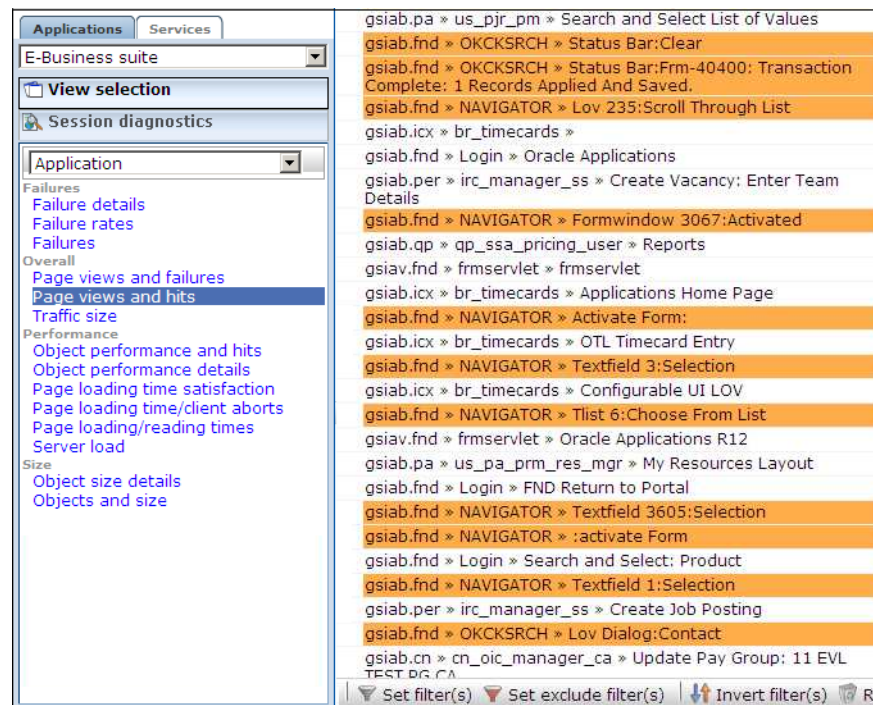 Applications
Services
E-Business suite
View selection
Session diagnostics
Application
Failures
Failure details
Failure rates
Failures
Overall
Page views and failures
Page views and hits
Traffic size
Performance
Object performance and hits
Object performance details
Page loading time satisfaction
Page loading time/client aborts
Page loading/reading times
Server load
Size
Object size details
Objects and size
gsiab.pa » us_pjr_pm » Search and Select List of Values
gsiab.fnd » OKCKSRCH » Status Bar:Clear
gsiab.fnd » OKCKSRCH » Status Bar:Frm-40400: Transaction
Complete: 1 Records Applied And Saved.
gsiab.fnd » NAVIGATOR » Lov 235:Scroll Through List
gsiab.icx » br_timecards »
gsiab.fnd » Login » Oracle Applications
gsiab.per » irc_manager_ss » Create Vacancy: Enter Team
Details
gsiab.fnd » NAVIGATOR » Formwindow 3067:Activated
gsiab.qp » qp_ssa_pricing_user » Reports
gsiav.fnd » frmservlet » frmservlet
gsiab.icx » br_timecards » Applications Home Page
gsiab.fnd » NAVIGATOR » Activate Form:
gsiab.icx » br_timecards » OTL Timecard Entry
gsiab.fnd » NAVIGATOR » Textfield 3:Selection
gsiab.icx » br_timecards » Configurable UI LOV
gsiab.fnd » NAVIGATOR » Tlist 6:Choose From List
gsiav.fnd » frmservlet » Oracle Applications R12
gsiab.pa » us_pa_prm_res_mgr » My Resources Layout
gsiab.fnd » Login » FND Return to Portal
gsiab.fnd » NAVIGATOR » Textfield 3605:Selection
gsiab.fnd » NAVIGATOR » :activate Form
gsiab.fnd » Login » Search and Select: Product
gsiab.fnd » NAVIGATOR » Textfield 1:Selection
gsiab.per » irc_manager_ss » Create Job Posting
gsiab.fnd » OKCKSRCH » Lov Dialog:Contact
gsiab.cn » cn_oic_manager_ca » Update Pay Group: 11 EVL
TEST PG CA
Set filter(s) Set exclude filter(s) Invert filter(s) R